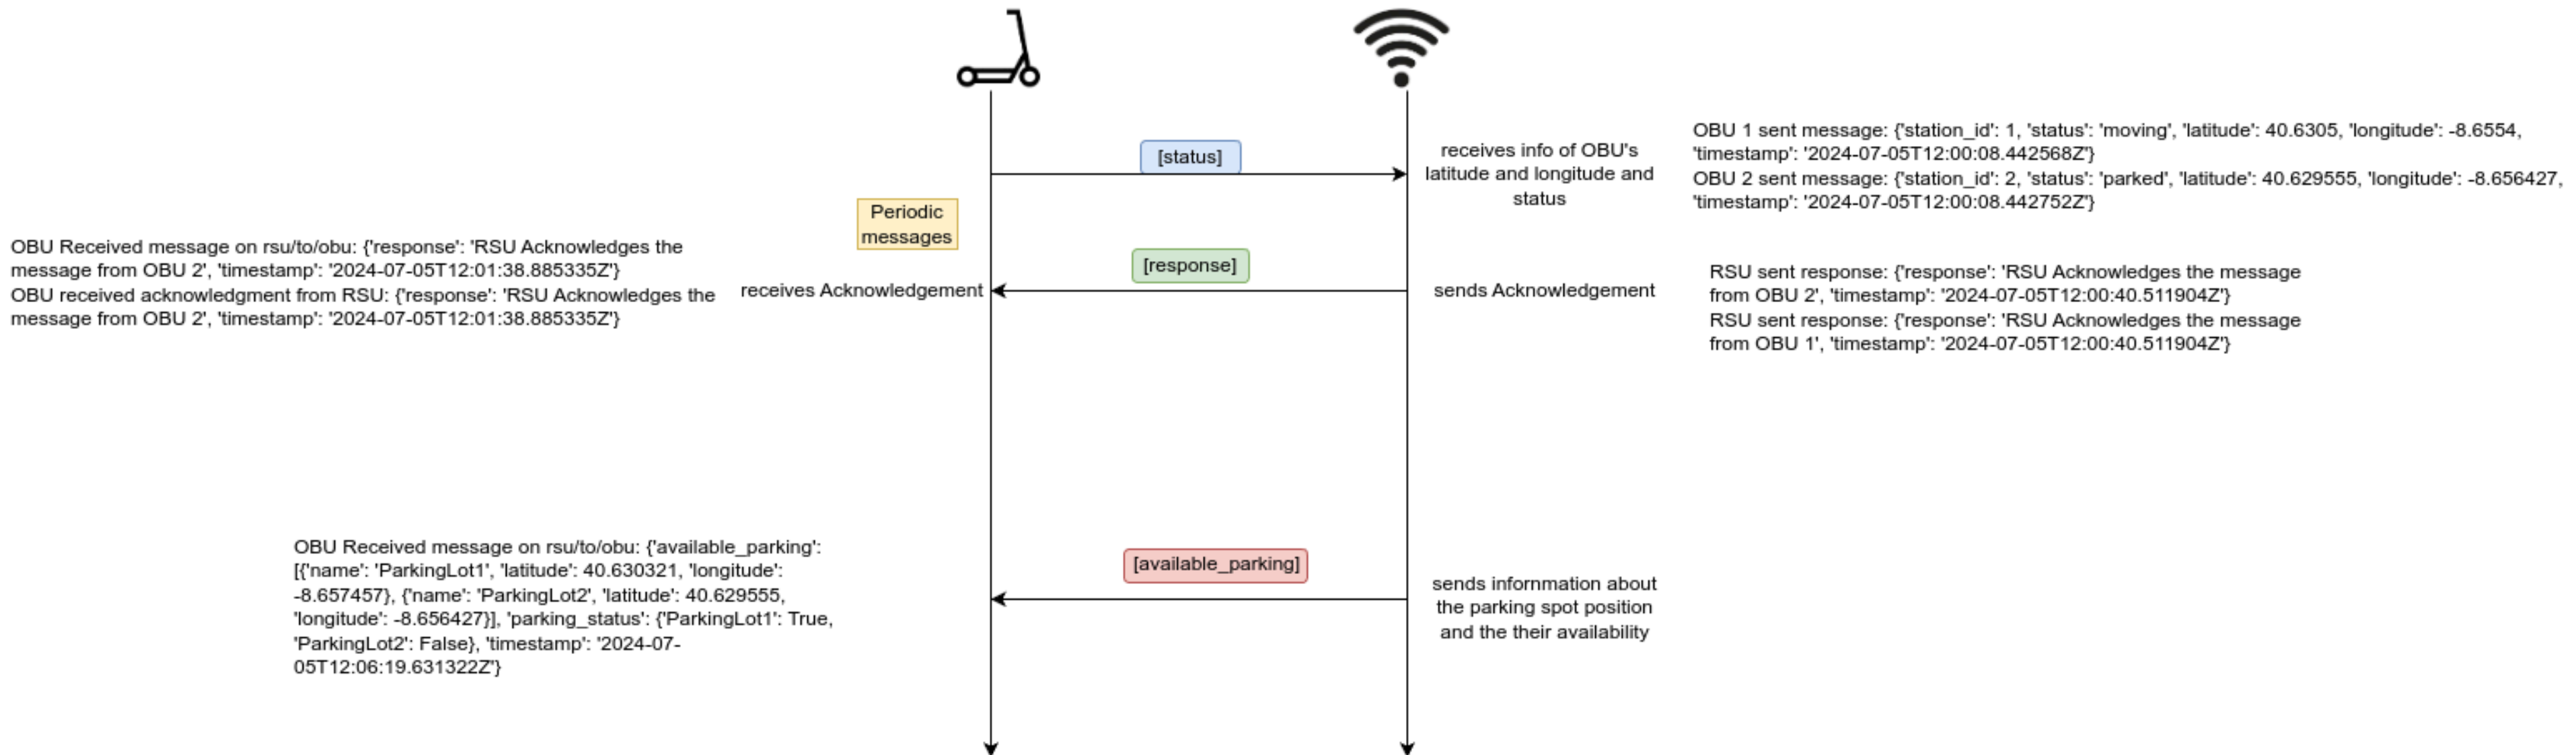 [status]
receives info of OBU's
latitude and longitude and
status
OBU 1 sent message: {'station_id': 1, 'status': 'moving', 'latitude': 40.6305, 'longitude': -8.6554,
'timestamp': '2024-07-05T12:00:08.442568Z'}
OBU 2 sent message: {'station_id': 2, 'status': 'parked', 'latitude': 40.629555, 'longitude': -8.656427,
'timestamp': '2024-07-05T12:00:08.442752Z'}
Periodic
messages
OBU Received message on rsu/to/obu: {'response': 'RSU Acknowledges the
message from OBU 2', 'timestamp': '2024-07-05T12:01:38.885335Z'}
OBU received acknowledgment from RSU: {'response': 'RSU Acknowledges the
message from OBU 2', 'timestamp': '2024-07-05T12:01:38.885335Z'}
receives Acknowledgement
[response]
sends Acknowledgement
RSU sent response: {'response': 'RSU Acknowledges the message
from OBU 2', 'timestamp': '2024-07-05T12:00:40.511904Z'}
RSU sent response: {'response': 'RSU Acknowledges the message
from OBU 1', 'timestamp': '2024-07-05T12:00:40.511904Z'}
OBU Received message on rsu/to/obu: {'available_parking':
[{'name': 'ParkingLot1', 'latitude': 40.630321, 'longitude':
-8.657457}, {'name': 'ParkingLot2', 'latitude': 40.629555,
'longitude': -8.656427}], 'parking_status': {'ParkingLot1': True,
'ParkingLot2': False}, 'timestamp': '2024-07-
05T12:06:19.631322Z'}
[available_parking]
sends infornmation about
the parking spot position
and the their availability